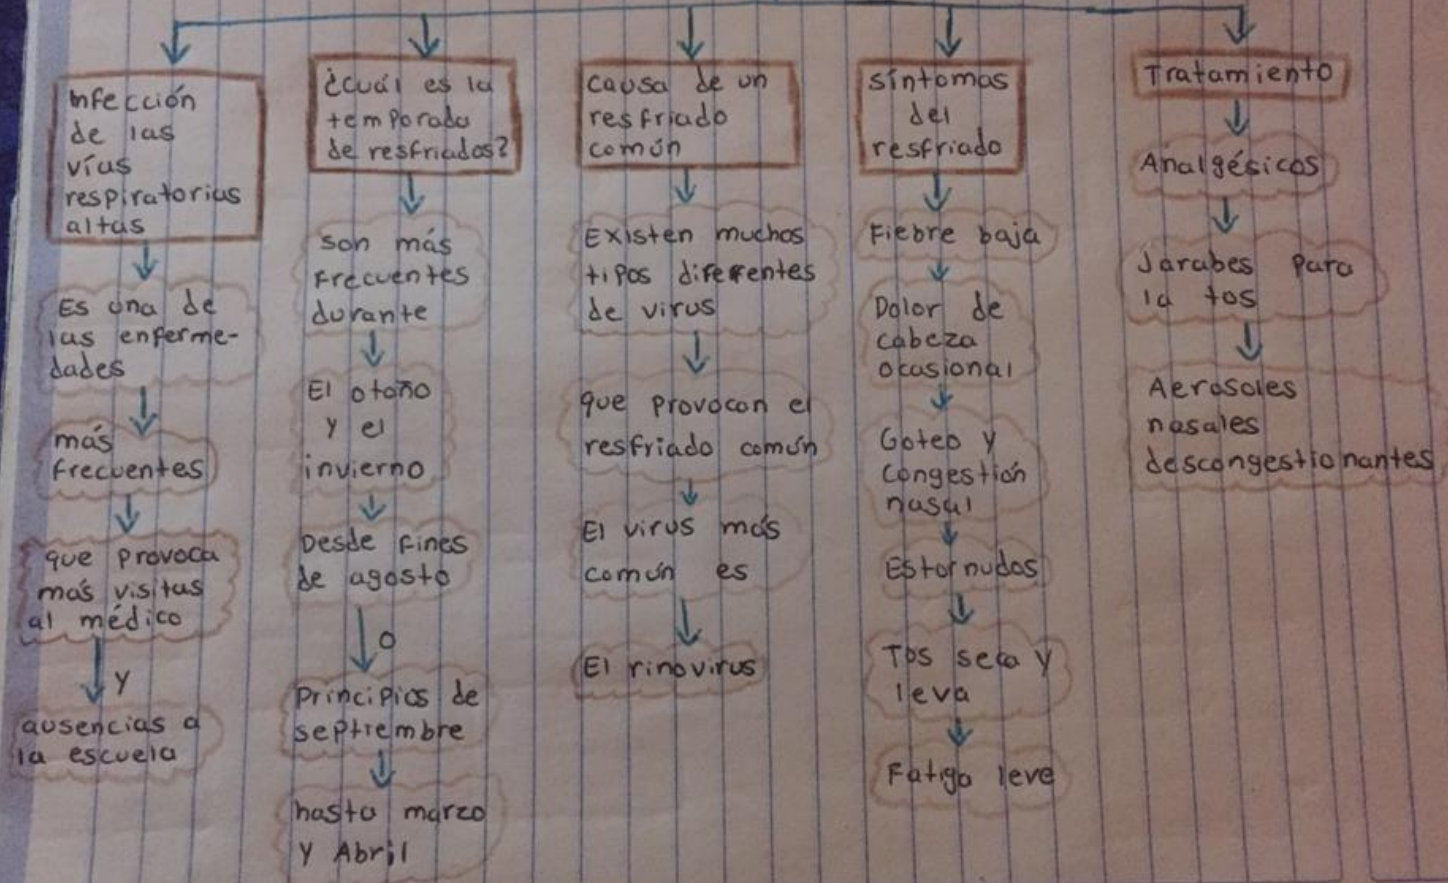 Infección
de las
vías
respiratorias
altas
Es una de
las enferme-
dades
más
frecuentes
que provoca
más visitas
al médico
y
ausencias a
la escuela
¿cuál es la
temporada
de resfriados?
son más
frecuentes
durante
El otoño
y el
invierno
Desde fines
de agosto
o
principios de
septiembre
hasta marzo
y Abril
causa de un
resfriado
común
Existen muchos
tipos diferentes
de virus
que provocan el
resfriado común
El virus más
común es
El rinovirus
síntomas
del
resfriado
Fiebre baja
Dolor de
cabeza
ocasional
Goteo y
congestión
nasal
Estornudos
Tos seca y
leva
Fatiga leve
Tratamiento
Analgésicos
Jarabes para
la tos
Aerosoles
nasales
descongestionantes